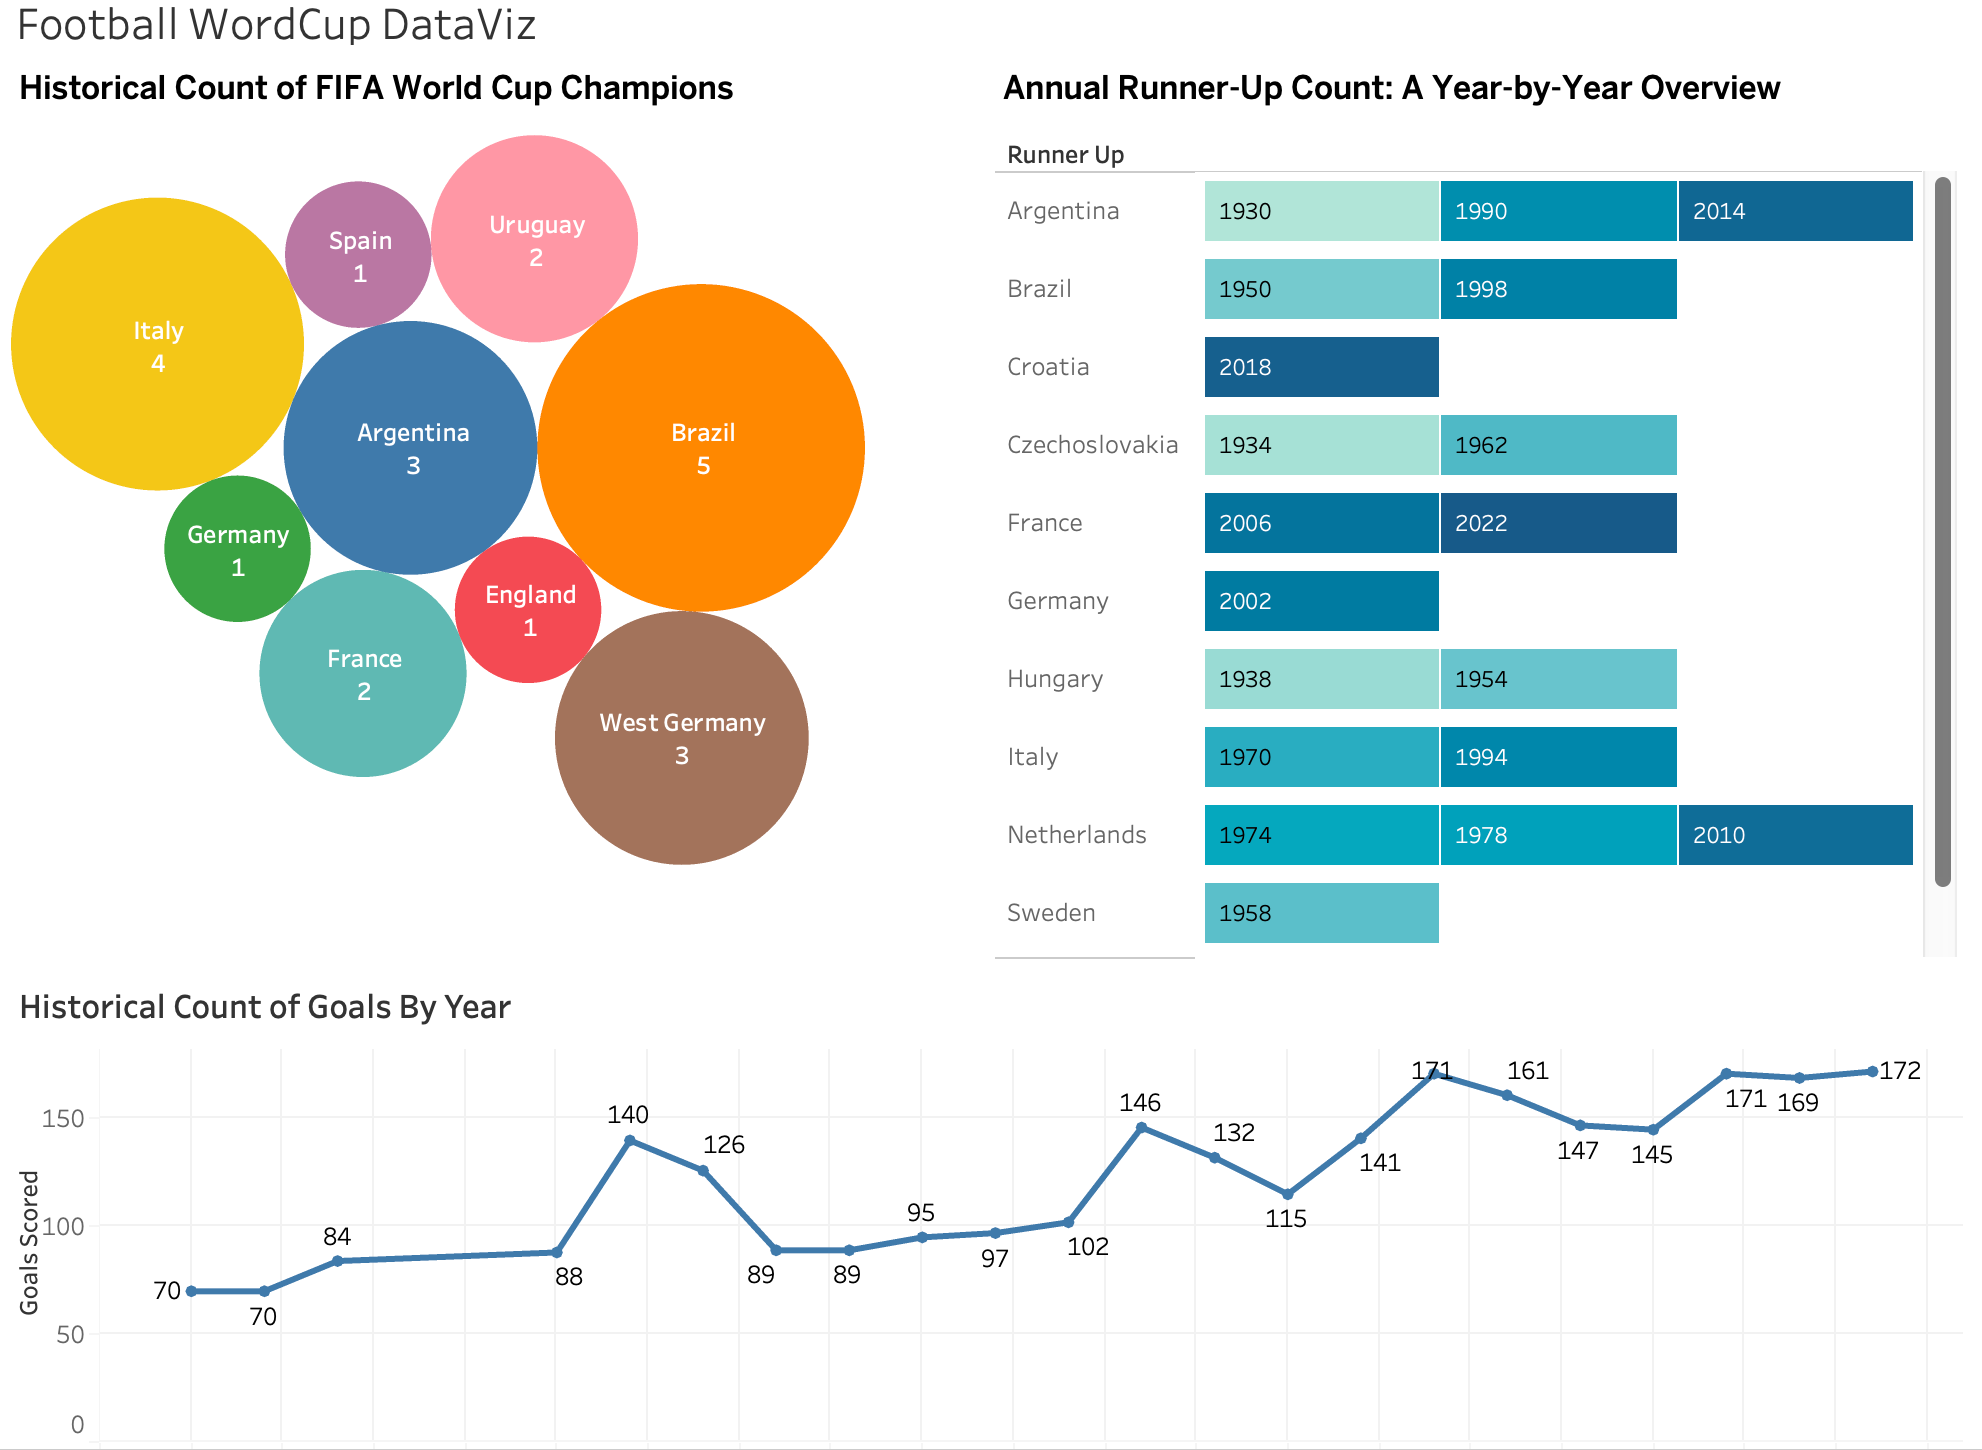 Football WordCup DataViz
Historical Count of FIFA World Cup Champions
Spain
1
Uruguay
2
Italy
4
Argentina
3
Brazil
5
Germany
1
England
1
France
2
West Germany
3
Annual Runner-Up Count: A Year-by-Year Overview
Runner Up
Argentina 1930 1990 2014
Brazil 1950 1998
Croatia 2018
Czechoslovakia 1934 1962
France 2006 2022
Germany 2002
Hungary 1938 1954
Italy 1970 1994
Netherlands 1974 1978 2010
Sweden 1958
Historical Count of Goals By Year
Goals Scored
150
100
50
0
70
70
84
88
140
126
89
89
95
97
102
146
132
115
141
171
161
147
145
171
169
172